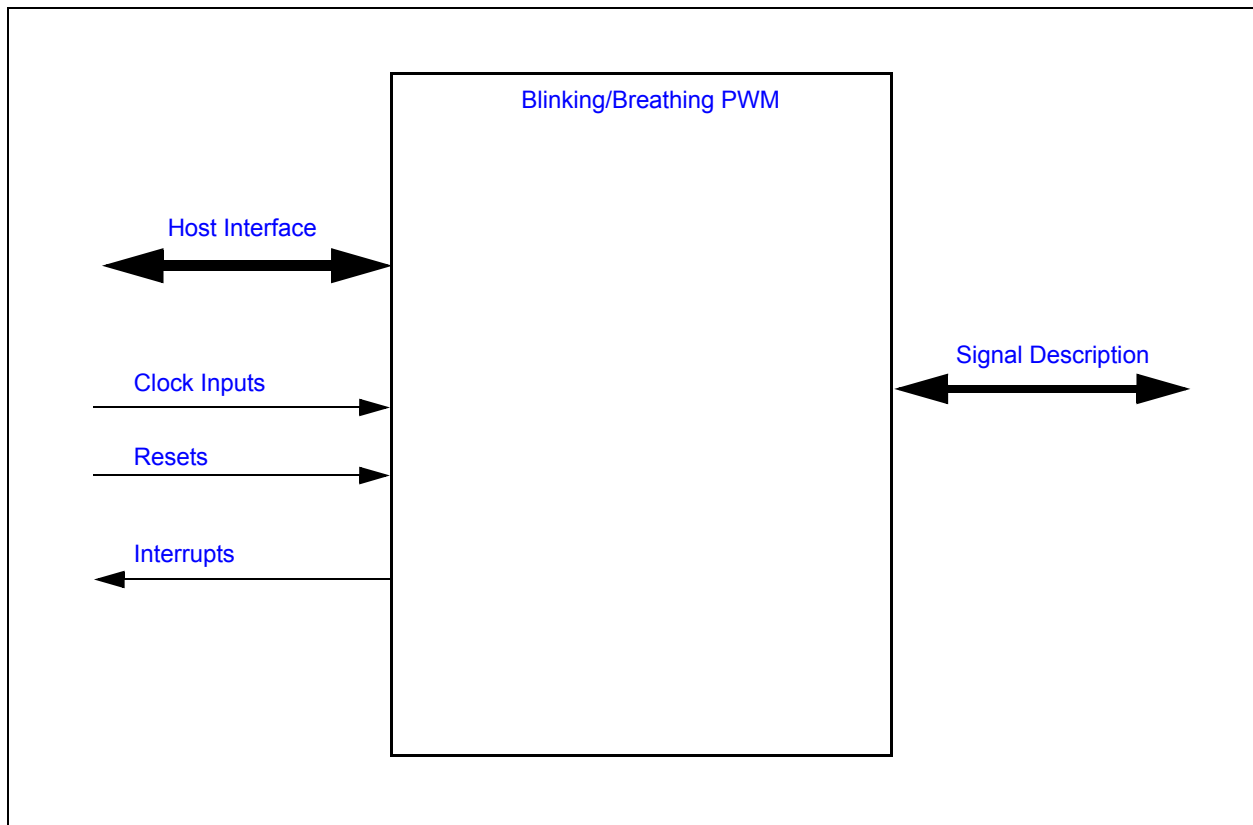 Blinking/Breathing PWM
Host Interface
Signal Description
Clock Inputs
Resets
Interrupts